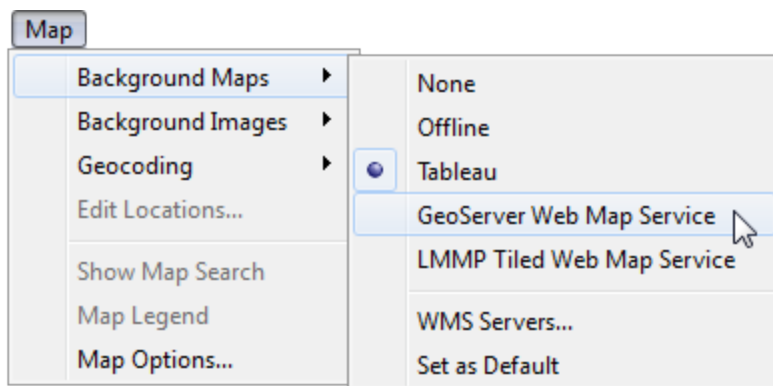 Map
Background Maps
Background Images
Geocoding
Edit Locations...
Show Map Search
Map Legend
Map Options...
None
Offline
Tableau
GeoServer Web Map Service
LMMP Tiled Web Map Service
WMS Servers...
Set as Default